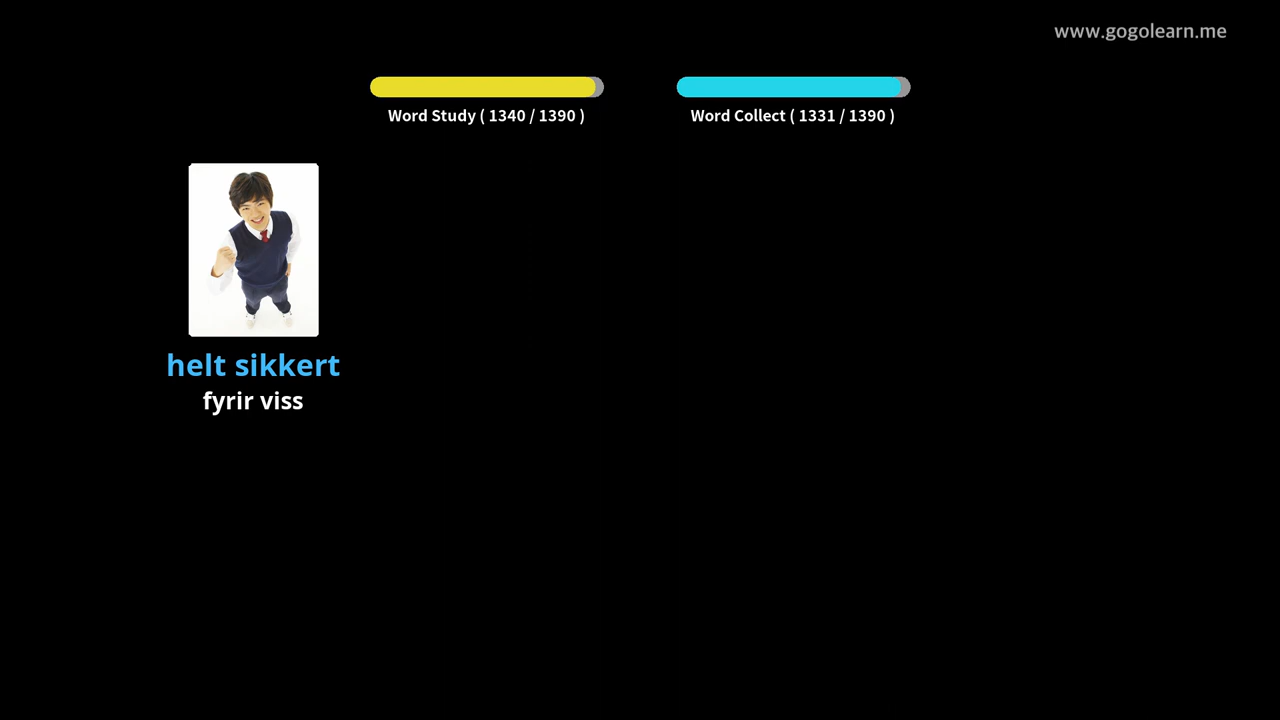 www.gogolearn.me
Word Study ( 1340 / 1390 )
Word Collect ( 1331 / 1390 )
helt sikkert
fyrir viss